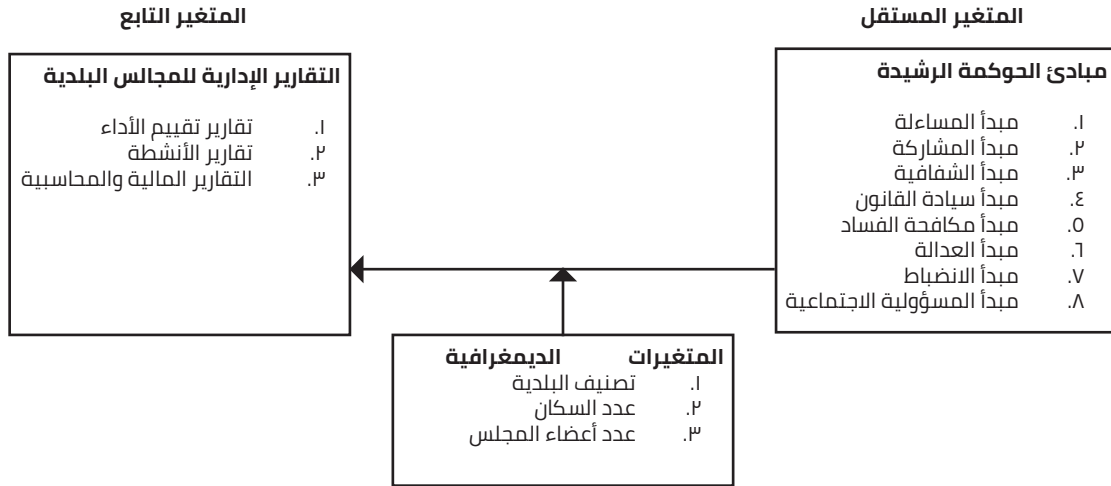 المتغير المستقل
المتغير التابع
مبادئ الحوكمة الرشيدة
١. مبدأ المساءلة
٢. مبدأ المشاركة
٣. مبدأ الشفافية
٤. مبدأ سيادة القانون
٥. مبدأ مكافحة الفساد
٦. مبدأ العدالة
٧. مبدأ الانضباط
٨. مبدأ المسؤولية الاجتماعية
التقارير الإدارية للمجالس البلدية
١. تقارير تقييم الأداء
٢. تقارير الأنشطة
٣. التقارير المالية والمحاسبية
المتغيرات الديمغرافية
١. تصنيف البلدية
٢. عدد السكان
٣. عدد أعضاء المجلس